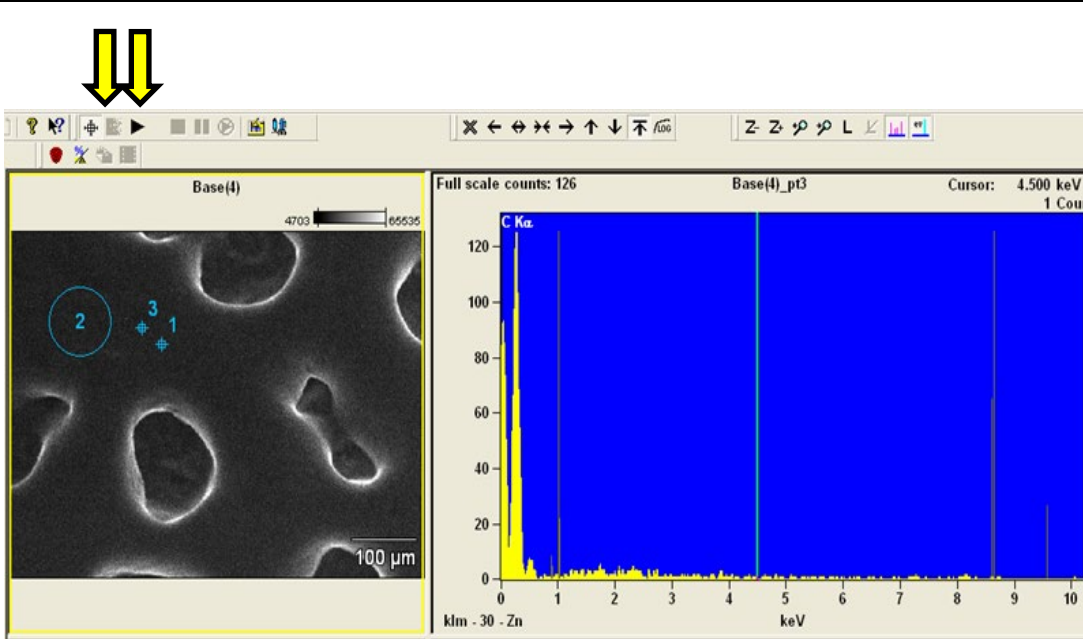 Z- Z+ L
LOG
Base(4)
4703 65535
2 3 1
100 μm
Full scale counts: 126 Base(4)_pt3 Cursor: 4.500 keV
1 Cou
C Kα
120
100
80
60
40
20
0
0 1 2 3 4 5 6 7 8 9 10
klm - 30 - Zn keV